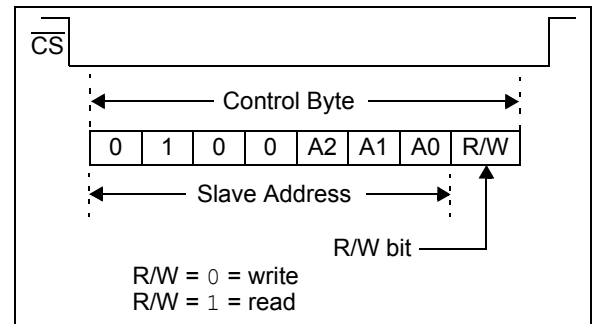 CS
Control Byte
0 1 0 0 A2 A1 A0 R/W
Slave Address
R/W bit
R/W = 0 = write
R/W = 1 = read